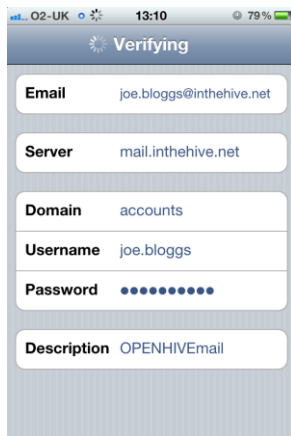 O2-UK 13:10 79%
Verifying
Email joe.bloggs@inthehive.net
Server mail.inthehive.net
Domain accounts
Username joe.bloggs
Password ●●●●●●●●●●
Description OPENHIVEmail